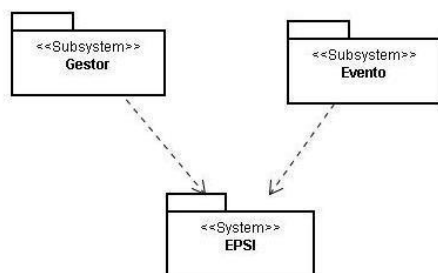 <<Subsystem>>
Gestor
<<Subsystem>>
Evento
<<System>>
EPSI